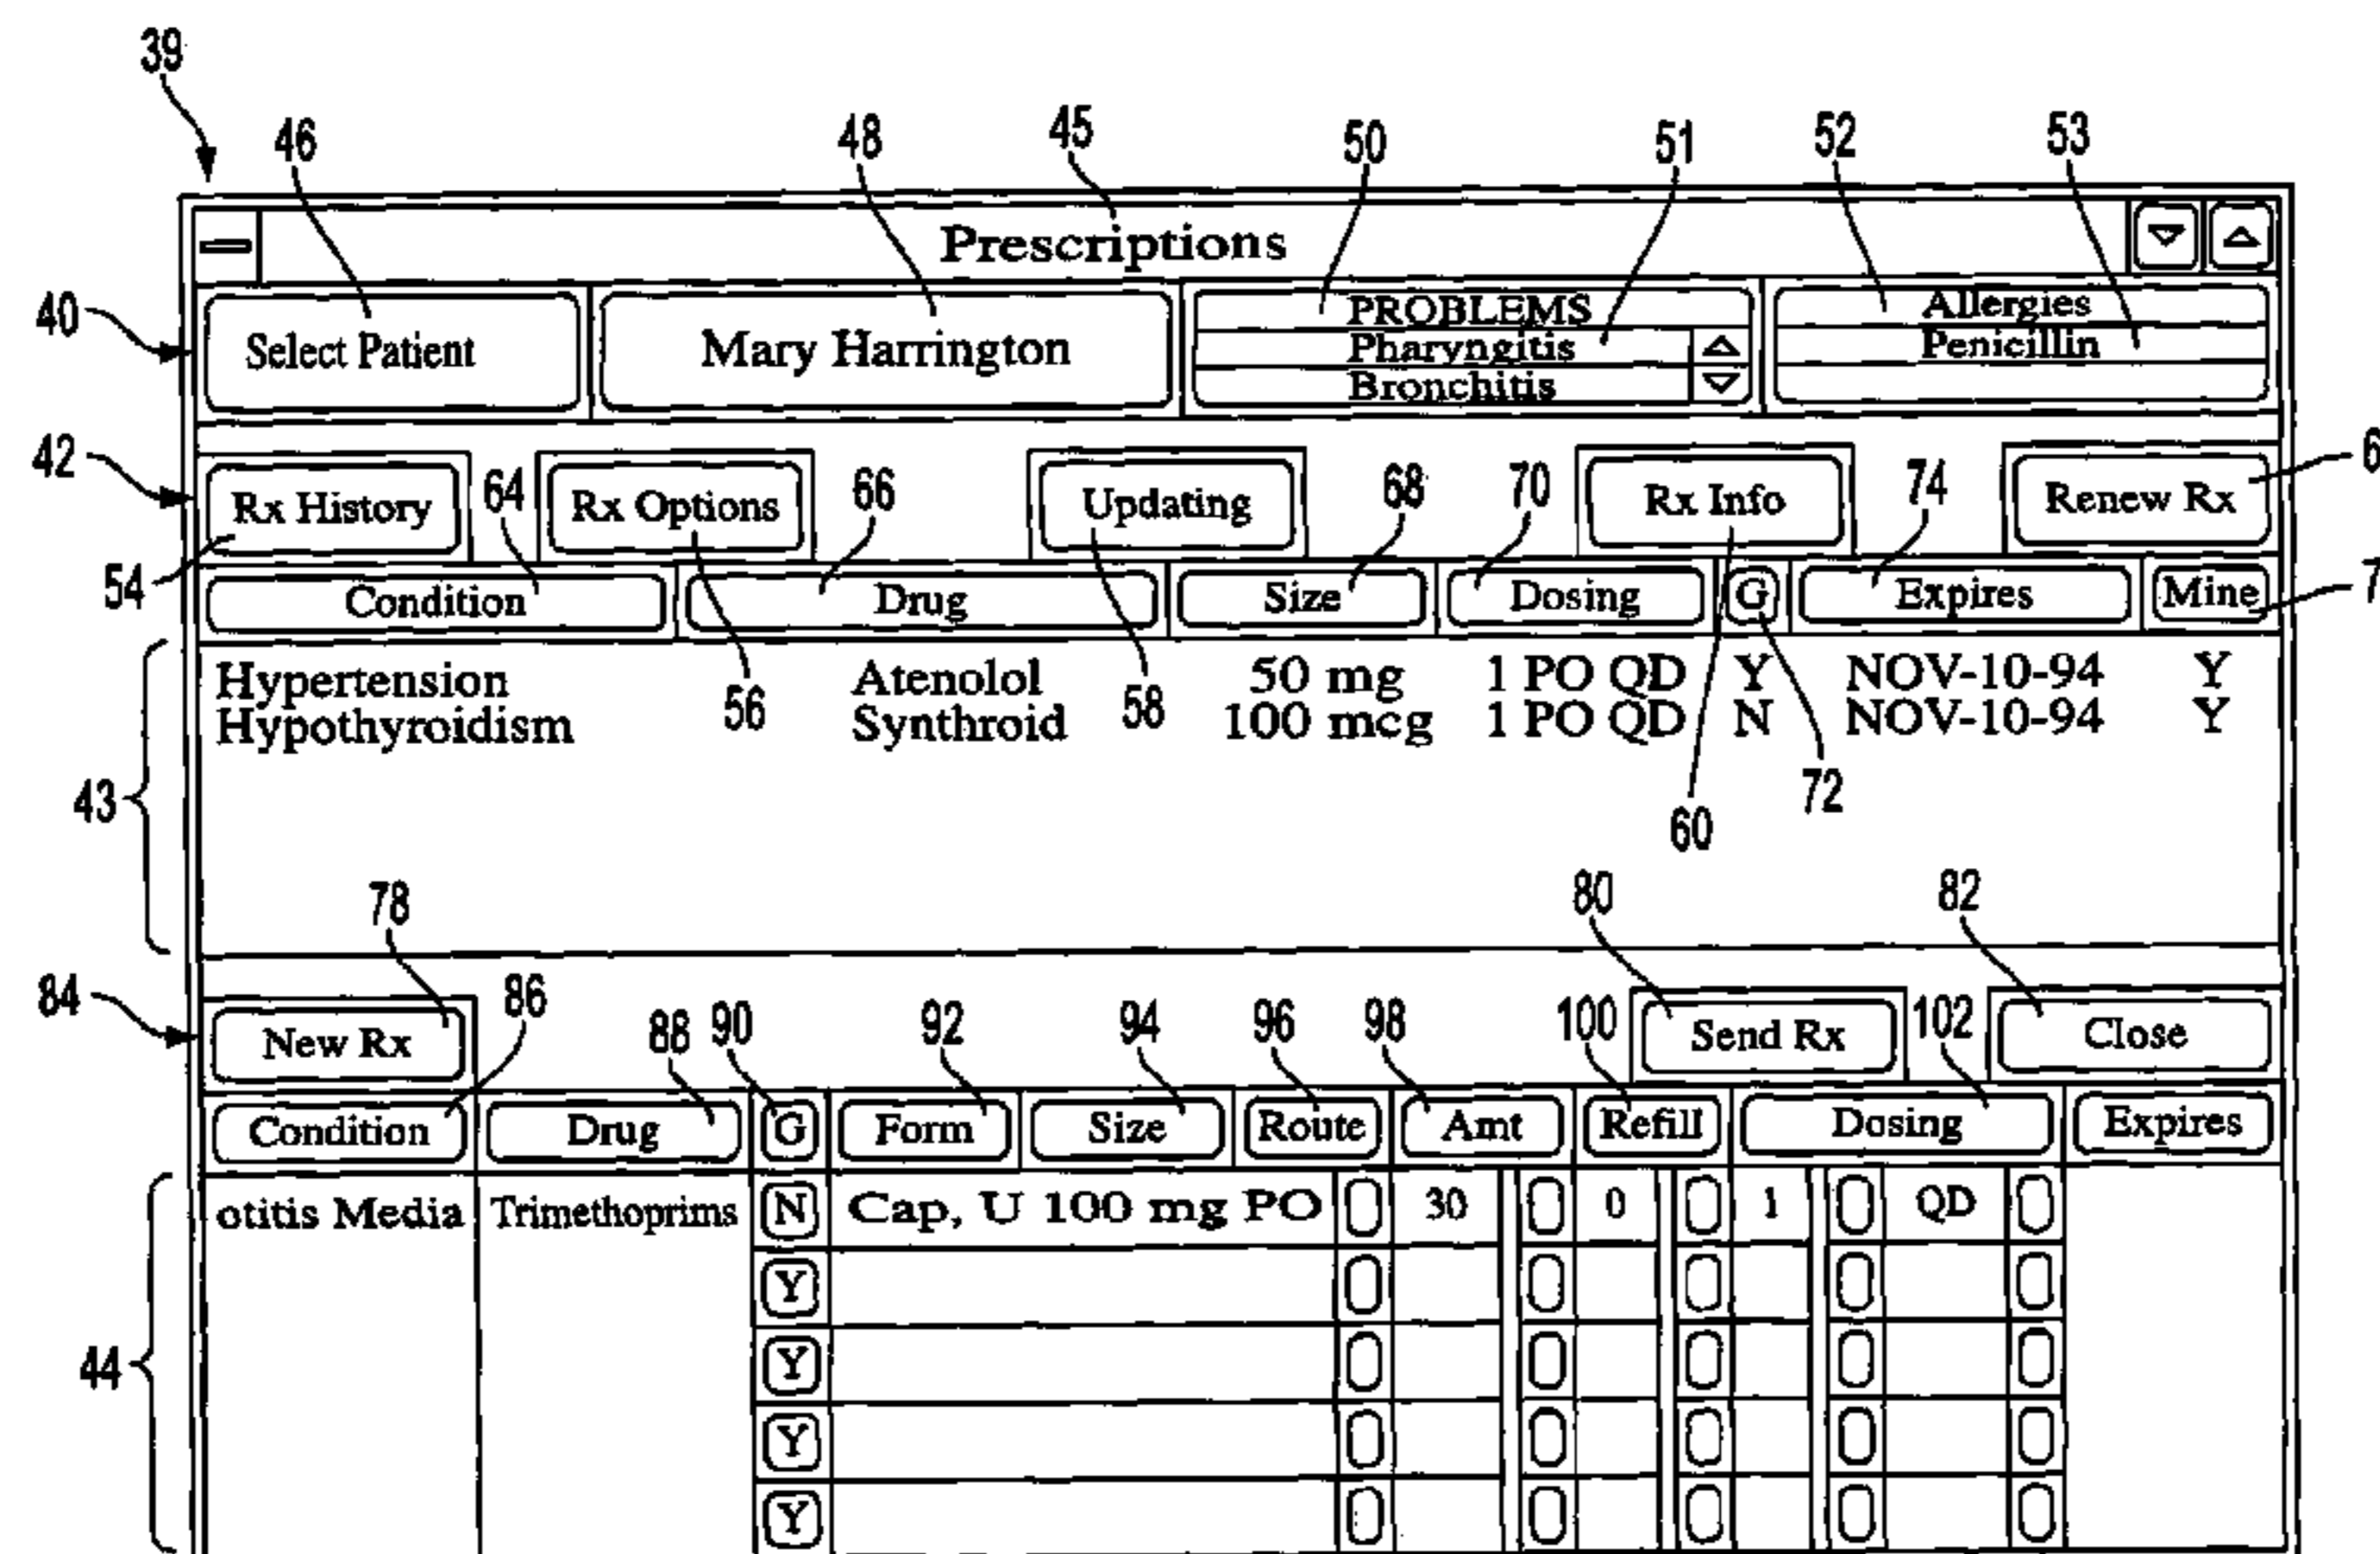 39
46 48 45 50 51 52 53
Prescriptions
40 Select Patient Mary Harrington PROBLEMS Allergies
Pharyngitis Penicillin
Bronchitis
42 Rx History 64 Rx Options 66 Updating 68 70 Rx Info 74 Renew Rx 6
54 Condition Drug Size Dosing G Expires Mine 7
Hypertension Atenolol 50 mg 1 PO QD Y NOV-10-94 Y
Hypothyroidism 56 Synthroid 58 100 mcg 1 PO QD N NOV-10-94 Y
43 60 72
78 80 82
84 New Rx 86 88 90 92 94 96 98 100 Send Rx 102 Close
Condition Drug G Form Size Route Amt Refill Dosing Expires
otitis Media Trimethoprims N Cap, U 100 mg PO 30 0 1 QD
Y
44 Y
Y
Y